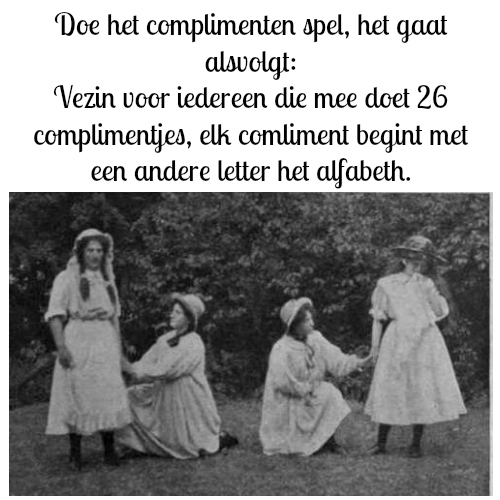 Doe het complimenten spel, het gaat
alsvolgt:
Vezin voor iedereen die mee doet 26
complimentjes, elk comliment begint met
een andere letter het alfabeth.